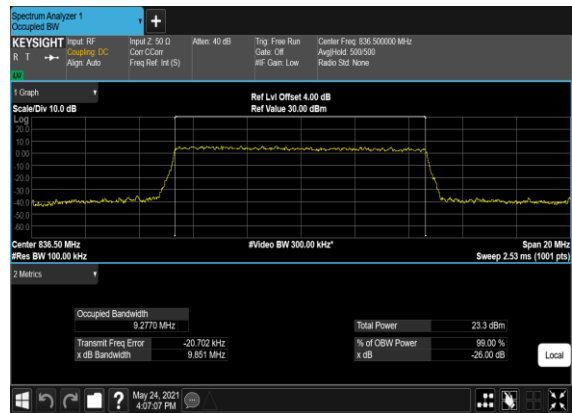 Spectrum Analyzer 1
Occupied BW
+
KEYSIGHT Input: RF Input Z: 50 Ω Atten: 40 dB Trig: Free Run Center Freq: 836.500000 MHz
R T Coupling: DC Corr CCorr Gate: Off Avg|Hold: 500/500
Align: Auto Freq Ref: Int (S) #IF Gain: Low Radio Std: None
1 Graph
Ref Lvl Offset 4.00 dB
Scale/Div 10.0 dB Ref Value 30.00 dBm
Log
20.0
10.0
0.00
-10.0
-20.0
-30.0
-40.0
-50.0
-60.0
Center 836.50 MHz #Video BW 300.00 kHz* Span 20 MHz
#Res BW 100.00 kHz Sweep 2.53 ms (1001 pts)
2 Metrics
Occupied Bandwidth
9.2770 MHz Total Power 23.3 dBm
Transmit Freq Error -20.702 kHz % of OBW Power 99.00 %
x dB Bandwidth 9.851 MHz x dB -26.00 dB
Local
?
May 24, 2021
4:07:07 PM